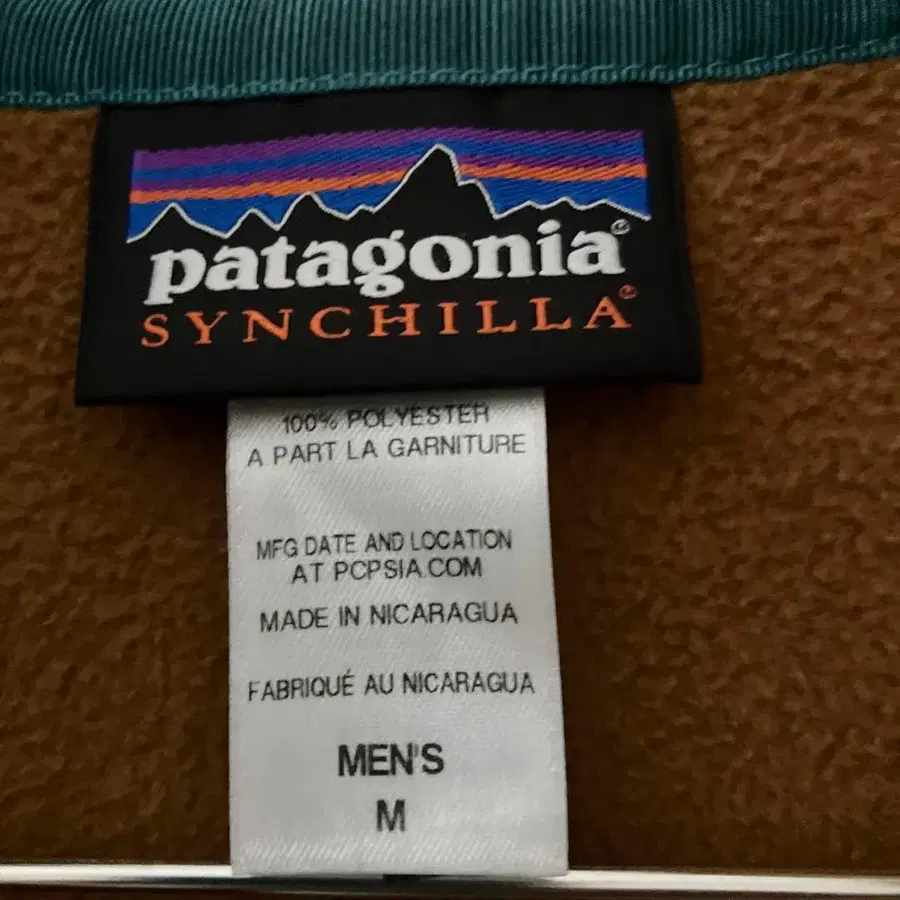 patagonia®
SYNCHILLA®
100% POLYESTER
A PART LA GARNITURE
MFG DATE AND LOCATION
AT PCPSIA.COM
MADE IN NICARAGUA
FABRIQUÉ AU NICARAGUA
MEN'S
M